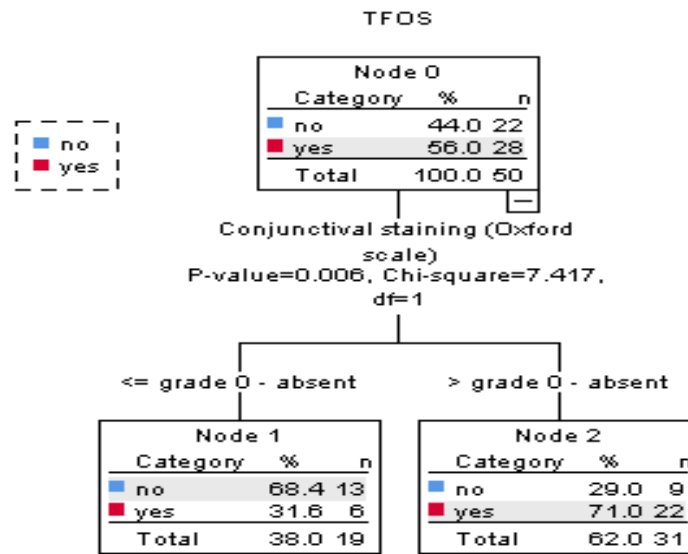 TFOS
Node 0
Category % n
no 44.0 22
yes 56.0 28
Total 100.0 50
no
yes
Conjunctival staining (Oxford
scale)
P-value=0.006, Chi-square=7.417,
df=1
<= grade 0 - absent
> grade 0 - absent
Node 1
Category % n
no 68.4 13
yes 31.6 6
Total 38.0 19
Node 2
Category % n
no 29.0 9
yes 71.0 22
Total 62.0 31